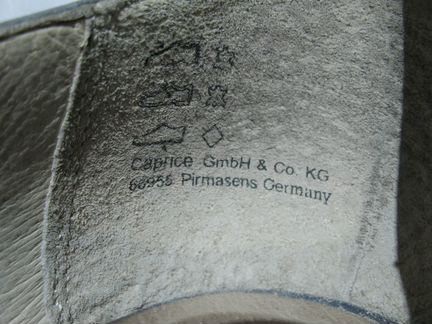 Caprice GmbH & Co. KG
66955 Pirmasens Germany